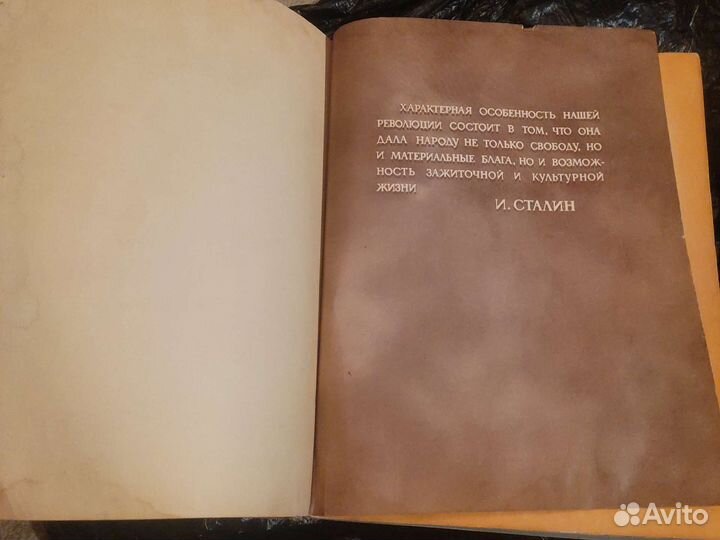 ХАРАКТЕРНАЯ ОСОБЕННОСТЬ НАШЕЙ
РЕВОЛЮЦИИ СОСТОИТ В ТОМ, ЧТО ОНА
ДАЛА НАРОДУ НЕ ТОЛЬКО СВОБОДУ, НО
И МАТЕРИАЛЬНЫЕ БЛАГА, НО И ВОЗМОЖ-
НОСТЬ ЗАЖИТОЧНОЙ И КУЛЬТУРНОЙ
ЖИЗНИ
И. СТАЛИН
Avito